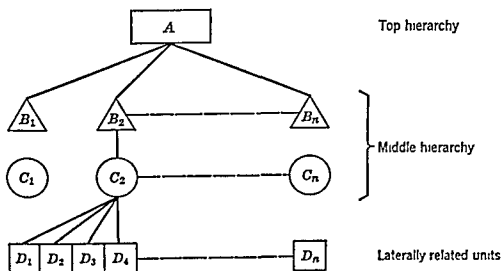 A Top hierarchy
B1 B2 Bn
Middle hierarchy
C1 C2 Cn
D1 D2 D3 D4 Dn Laterally related units